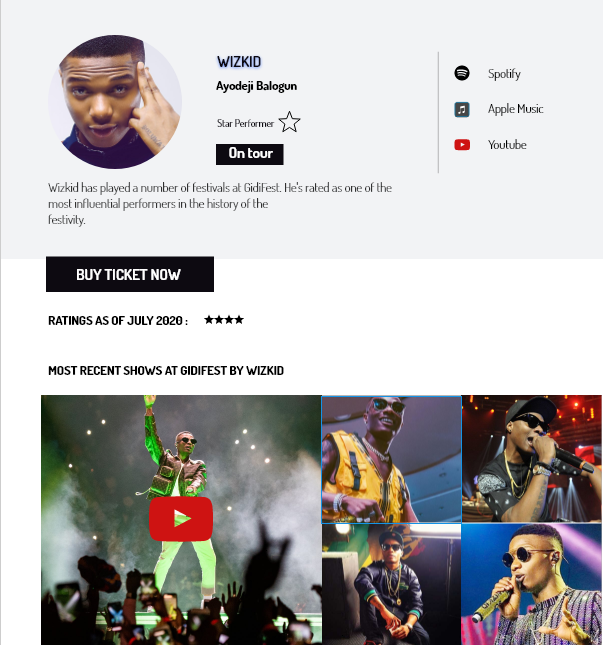 WIZKID
Ayodeji Balogun
Star Performer
On tour
Spotify
Apple Music
Youtube
Wizkid has played a number of festivals at GidiFest. He's rated as one of the
most influential performers in the history of the
festivity.
BUY TICKET NOW
RATINGS AS OF JULY 2020 :
MOST RECENT SHOWS AT GIDIFEST BY WIZKID